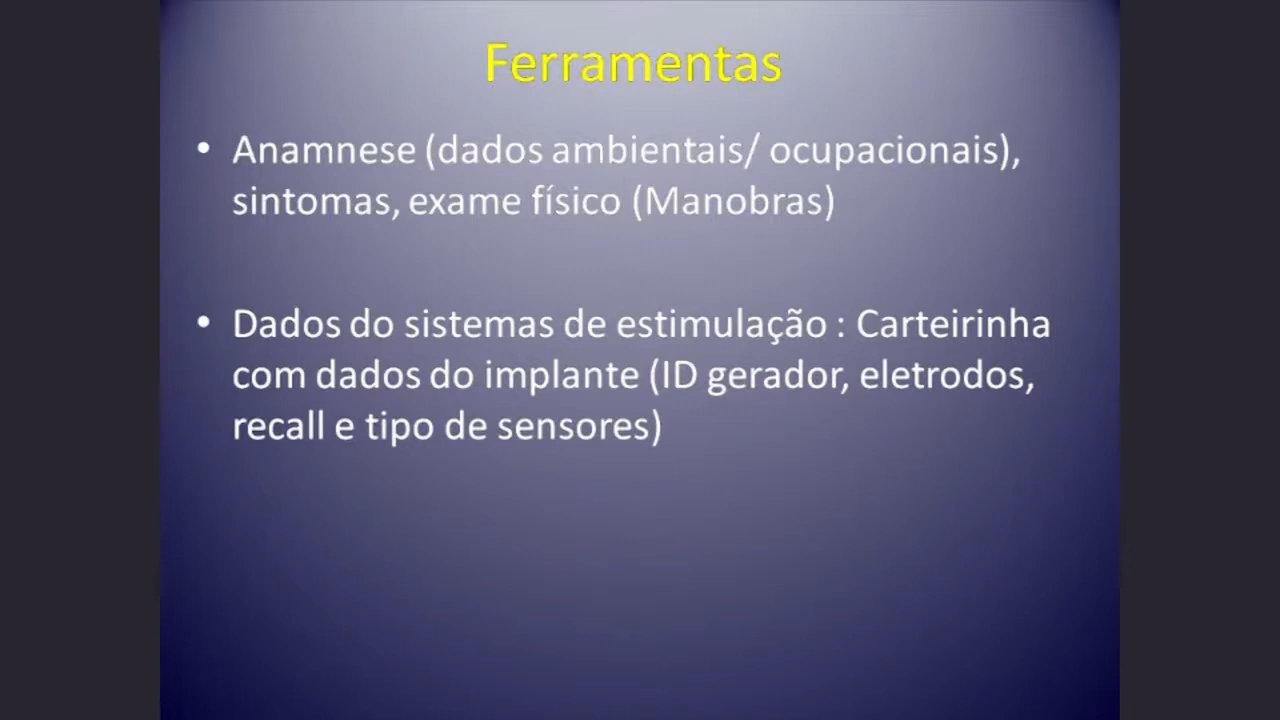 Ferramentas
• Anamnese (dados ambientais/ ocupacionais),
sintomas, exame físico (Manobras)
• Dados do sistemas de estimulação : Carteirinha
com dados do implante (ID gerador, eletrodos,
recall e tipo de sensores)